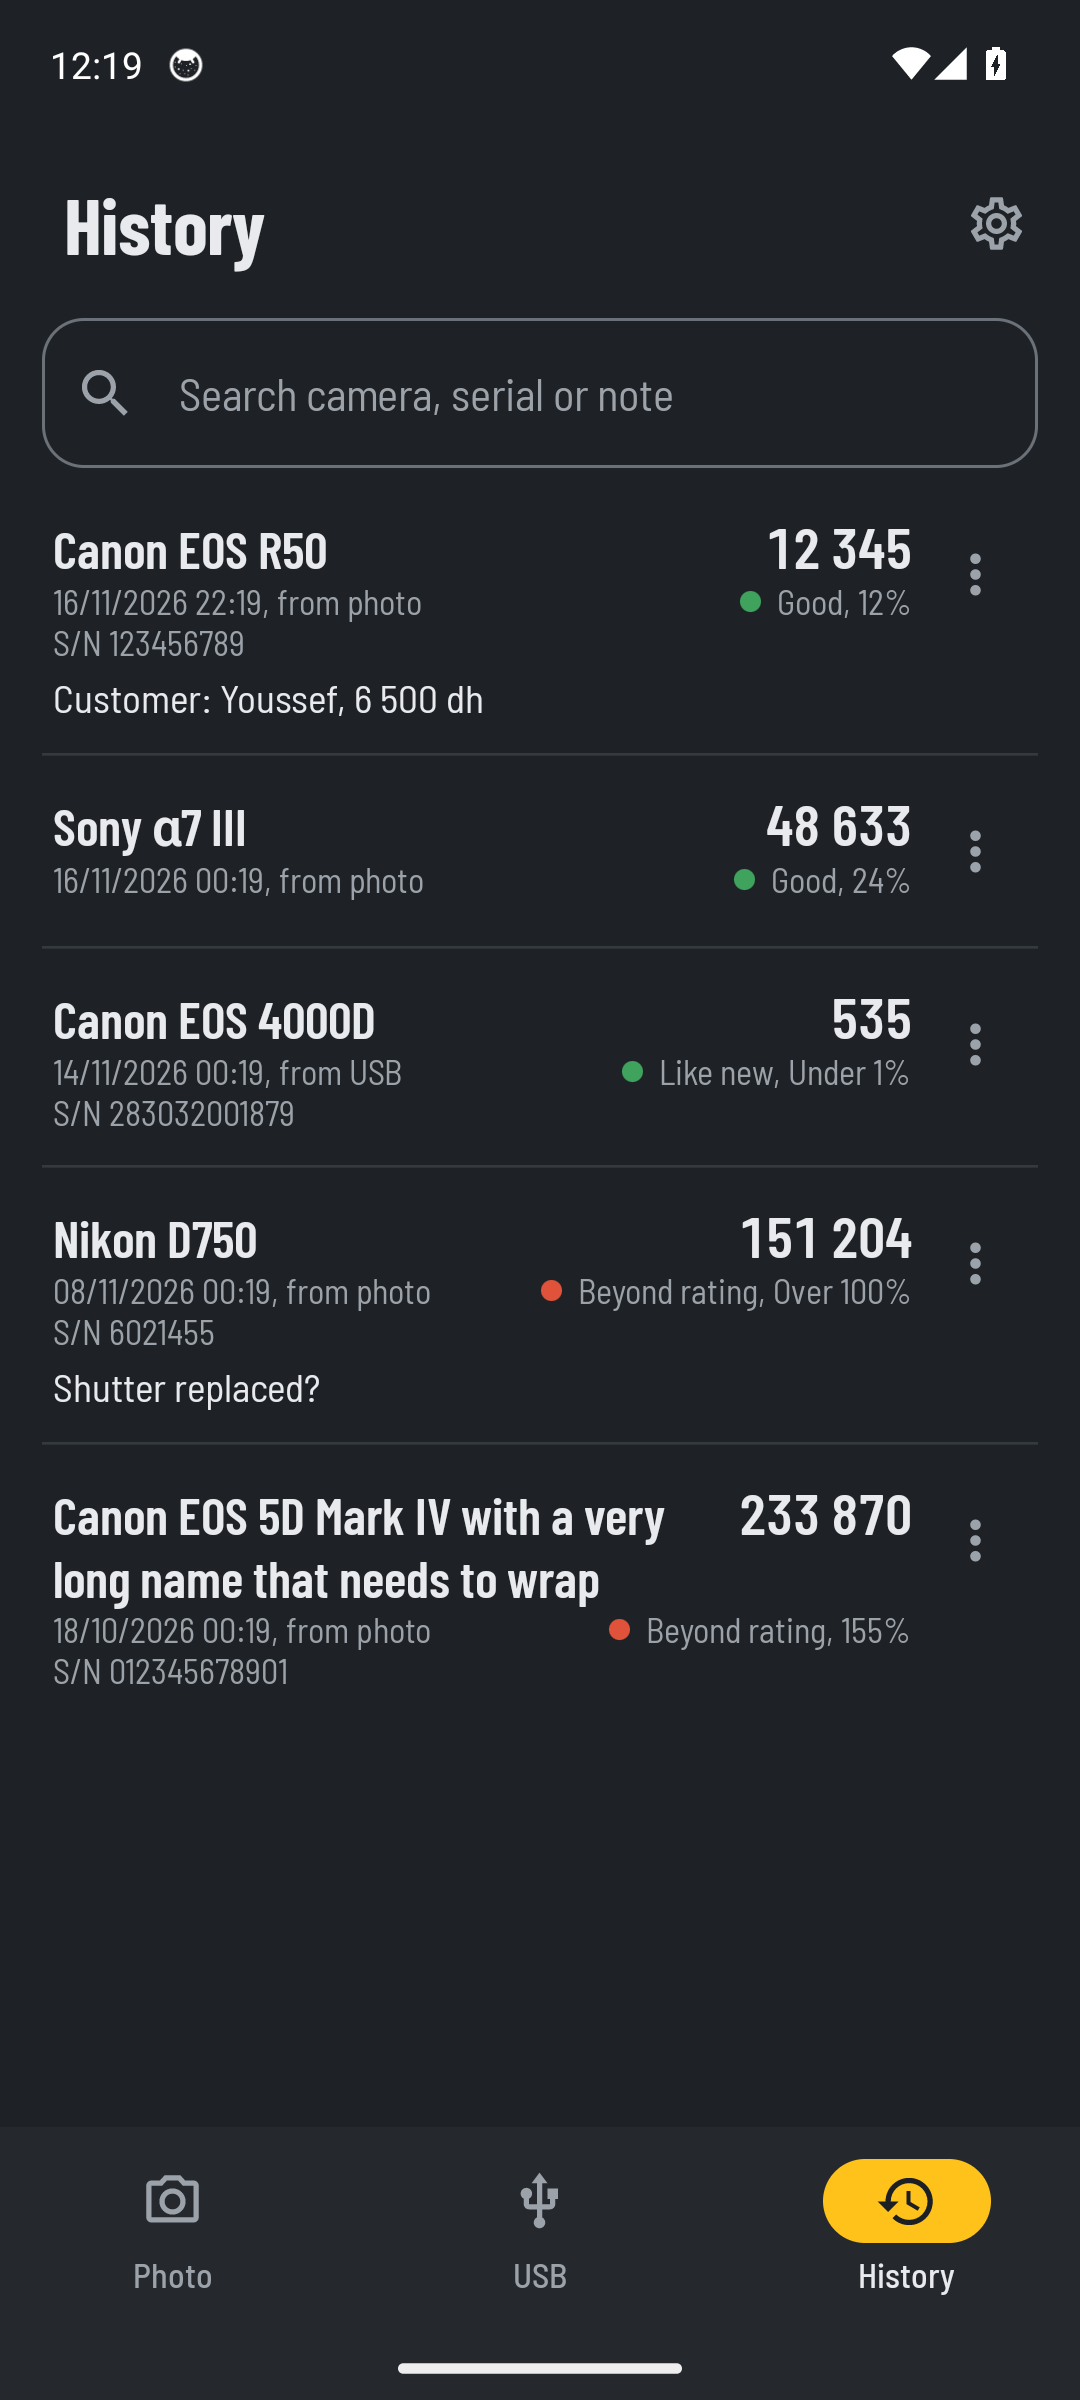 12:19
History
Search camera, serial or note
Canon EOS R50 12 345
16/11/2026 22:19, from photo Good, 12%
S/N 123456789
Customer: Youssef, 6 500 dh
Sony α7 III 48 633
16/11/2026 00:19, from photo Good, 24%
Canon EOS 4000D 535
14/11/2026 00:19, from USB Like new, Under 1%
S/N 283032001879
Nikon D750 151 204
08/11/2026 00:19, from photo Beyond rating, Over 100%
S/N 6021455
Shutter replaced?
Canon EOS 5D Mark IV with a very 233 870
long name that needs to wrap
18/10/2026 00:19, from photo Beyond rating, 155%
S/N 012345678901
Photo USB History